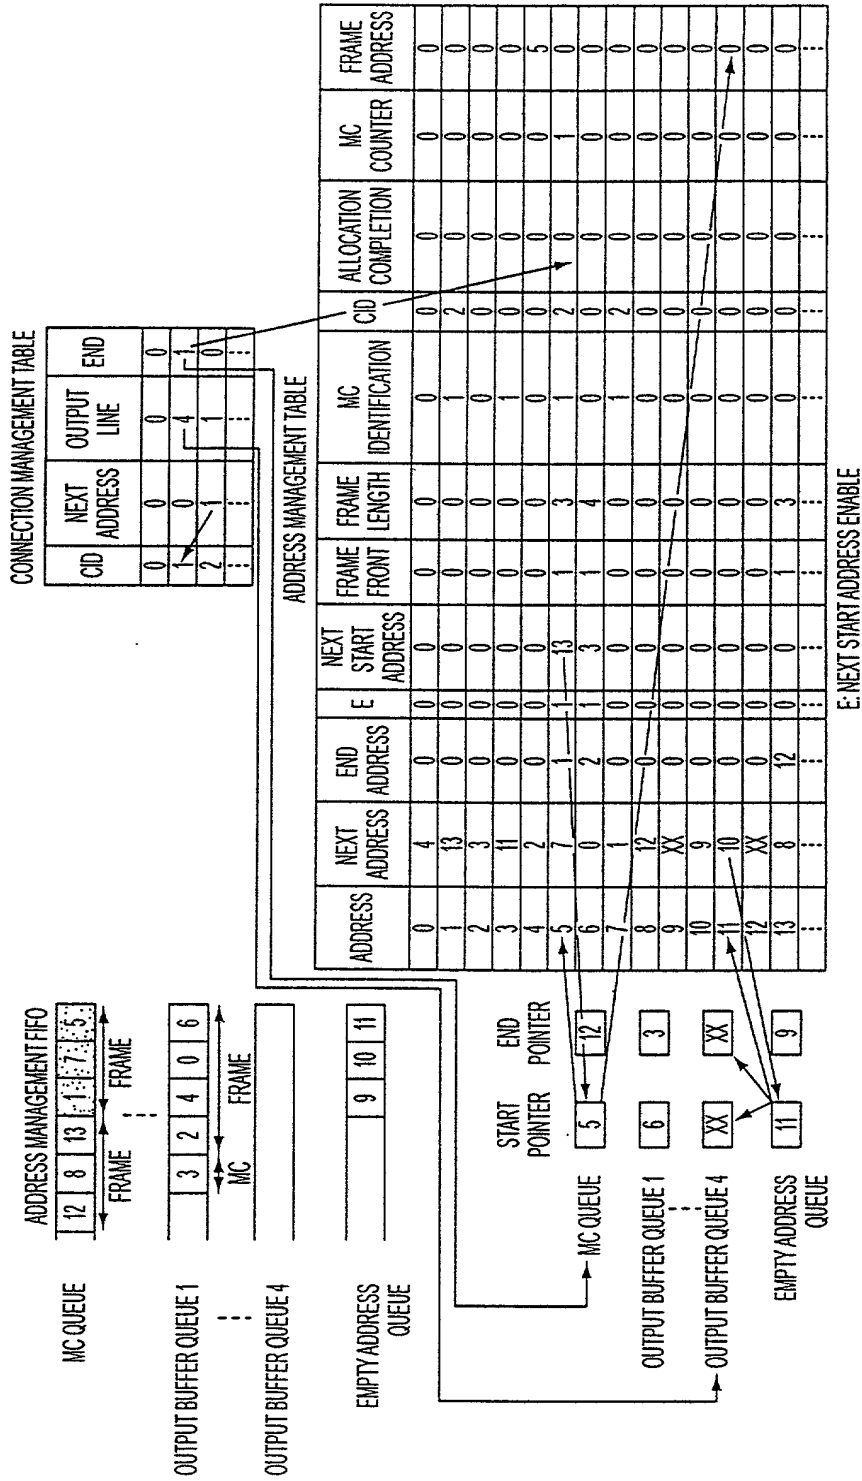 ADDRESS MANAGEMENT FIFO
MC QUEUE
12 8 13 1 7 5
FRAME FRAME
OUTPUT BUFFER QUEUE 1
3 2 4 0 6
MC FRAME
OUTPUT BUFFER QUEUE 4
EMPTY ADDRESS QUEUE
9 10 11
CONNECTION MANAGEMENT TABLE
CID NEXT ADDRESS OUTPUT LINE END
0 0 0 0
1 0 4 1
2 1 1 0
START POINTER END POINTER
MC QUEUE 5 12
OUTPUT BUFFER QUEUE 1 6 3
OUTPUT BUFFER QUEUE 4 XX XX
EMPTY ADDRESS QUEUE 11 9
ADDRESS MANAGEMENT TABLE
ADDRESS NEXT ADDRESS END ADDRESS E NEXT START ADDRESS FRAME FRONT FRAME LENGTH MC IDENTIFICATION CID ALLOCATION COMPLETION MC COUNTER FRAME ADDRESS
0 4 0 0 0 0 0 0 0 0 0 0
1 13 0 0 0 0 0 1 2 0 0 0
2 3 0 0 0 0 0 0 0 0 0 0
3 11 0 0 0 0 0 1 0 0 0 0
4 2 0 0 0 0 0 0 0 0 0 5
5 7 1 1 13 1 3 1 2 0 1 0
6 0 2 1 3 1 4 0 0 0 0 0
7 1 0 0 0 0 0 1 2 0 0 0
8 12 0 0 0 0 0 0 0 0 0 0
9 XX 0 0 0 0 0 0 0 0 0 0
10 9 0 0 0 0 0 0 0 0 0 0
11 10 0 0 0 0 0 0 0 0 0 0
12 XX 0 0 0 0 0 0 0 0 0 0
13 8 12 0 0 1 3 0 0 0 0 0
E: NEXT START ADDRESS ENABLE